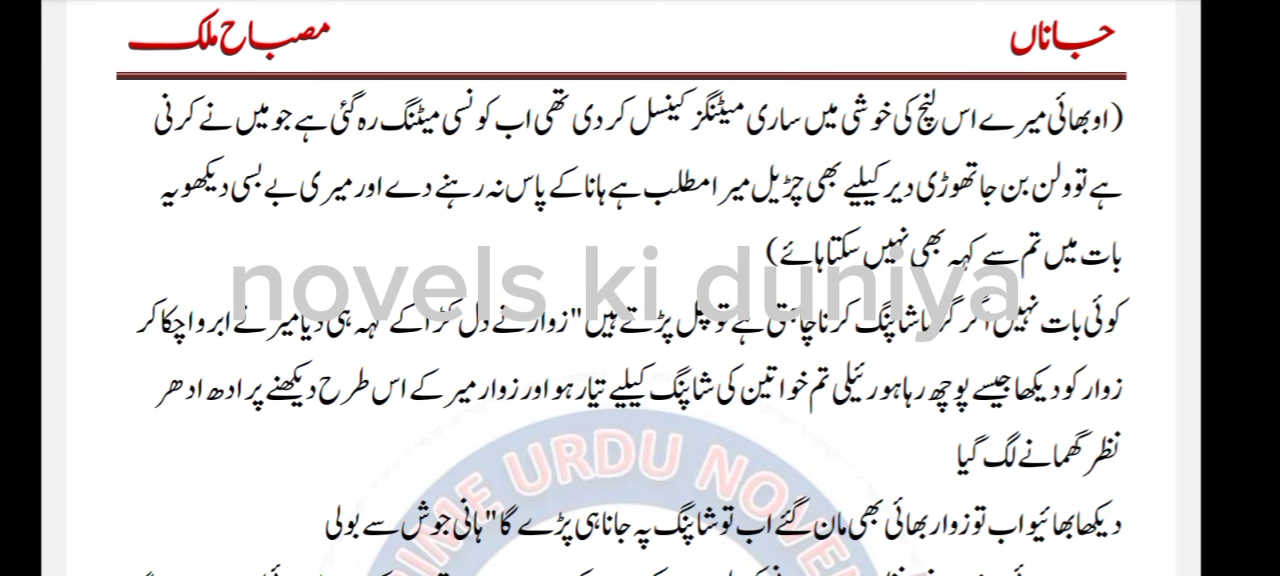 جاناں
مصباح ملک
(او بھائی میرے اس لنچ کی خوشی میں ساری میٹنگز کینسل کر دی تھی اب کونسی میٹنگ رہ گئی ہے جو میں نے کرنی
ہے تو ولن بن جا تھوڑی دیر کیلیے بھی چڑیل میرا مطلب ہے ہانا کے پاس نہ رہنے دے اور میری بے بسی دیکھو یہ
بات میں تم سے کہہ بھی نہیں سکتا ہائے)
novels ki duniya
کوئی بات نہیں اگر گرلز شاپنگ کرنا چاہتی ہے تو چل پڑتے ہیں" زوار نے دل کڑا کے کہہ ہی دیا میر نے ابرو اچکا کر
زوار کو دیکھا جیسے پوچھ رہا ہو رئیلی تم خواتین کی شاپنگ کیلیے تیار ہو اور زوار میر کے اس طرح دیکھنے پر ادھ ادھر
نظر گھمانے لگ گیا
PRIME URDU NOVELS
دیکھا بھائیو اب تو زوار بھائی بھی مان گئے اب تو شاپنگ پہ جانا ہی پڑے گا" ہانی جوش سے بولی